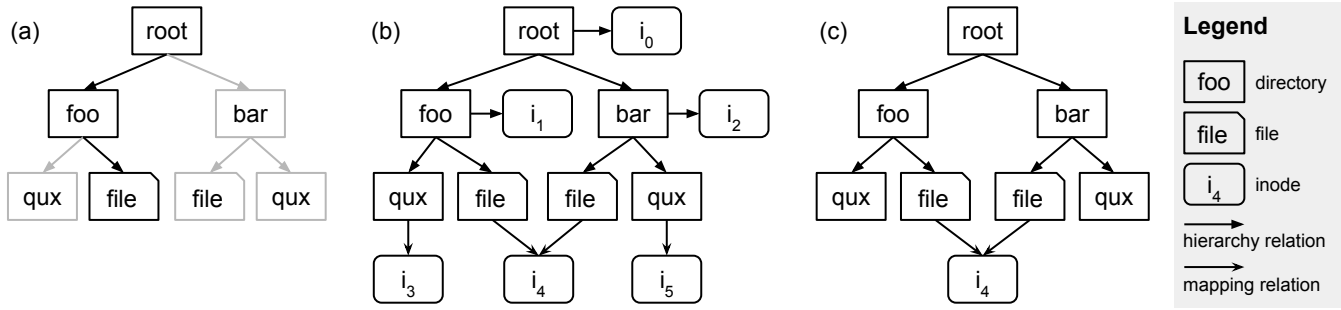 (a)
root
foo
bar
qux
file
file
qux
(b)
root
i0
foo
i1
bar
i2
qux
file
file
qux
i3
i4
i5
(c)
root
foo
bar
qux
file
file
qux
i4
Legend
foo directory
file file
i4 inode
hierarchy relation
mapping relation